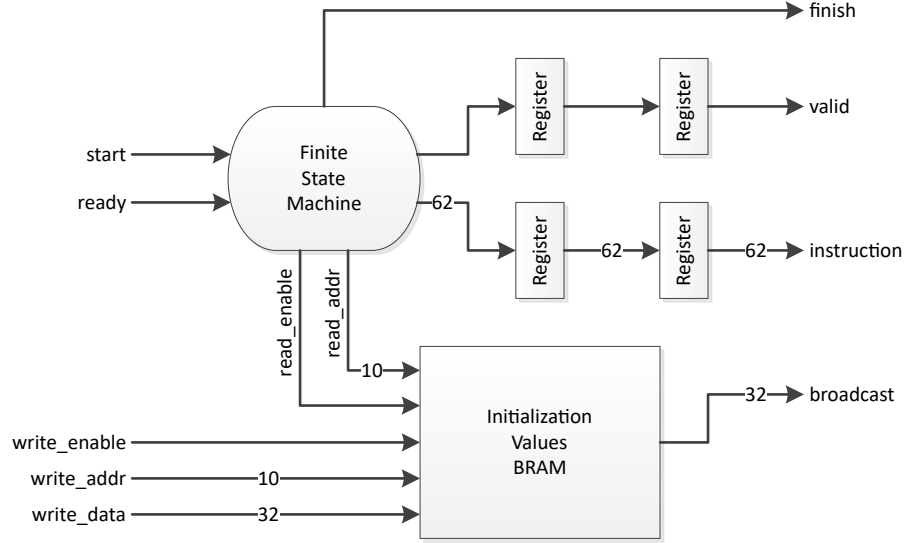 finish
Register
Register
valid
start
ready
Finite
State
Machine
62
Register
62
Register
62
instruction
read_enable
read_addr
10
Initialization
Values
BRAM
32
broadcast
write_enable
write_addr
10
write_data
32